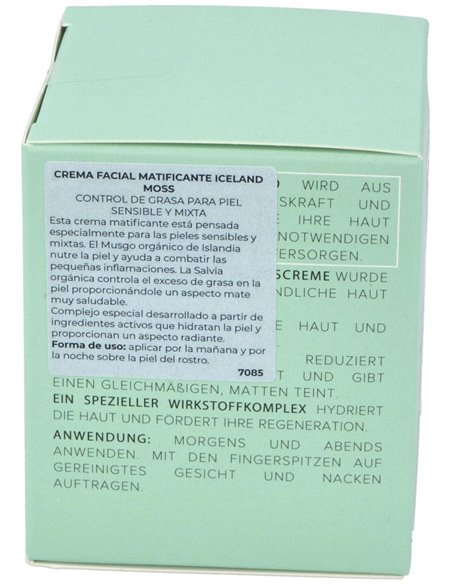 CREMA FACIAL MATIFICANTE ICELAND
MOSS
CONTROL DE GRASA PARA PIEL
SENSIBLE Y MIXTA
Esta crema matificante está pensada
especialmente para las pieles sensibles y
mixtas. El Musgo orgánico de Islandia
nutre la piel y ayuda a combatir las
pequeñas inflamaciones. La Salvia
orgánica controla el exceso de grasa en la
piel proporcionándole un aspecto mate
muy saludable.
Complejo especial desarrollado a partir de
ingredientes activos que hidratan la piel y
proporcionan un aspecto radiante.
Forma de uso: aplicar por la mañana y por
la noche sobre la piel del rostro.
7085
WIRD AUS
SKRAFT UND
E IHRE HAUT
NOTWENDIGEN
ERSORGEN.
SCREME WURDE
NDLICHE HAUT
E HAUT UND
REDUZIERT
T UND GIBT
EINEN GLEICHMÄßIGEN, MATTEN TEINT.
EIN SPEZIELLER WIRKSTOFFKOMPLEX HYDRIERT
DIE HAUT UND FÖRDERT IHRE REGENERATION.
ANWENDUNG: MORGENS UND ABENDS
ANWENDEN. MIT DEN FINGERSPITZEN AUF
GEREINIGTES GESICHT UND NACKEN
AUFTRAGEN.